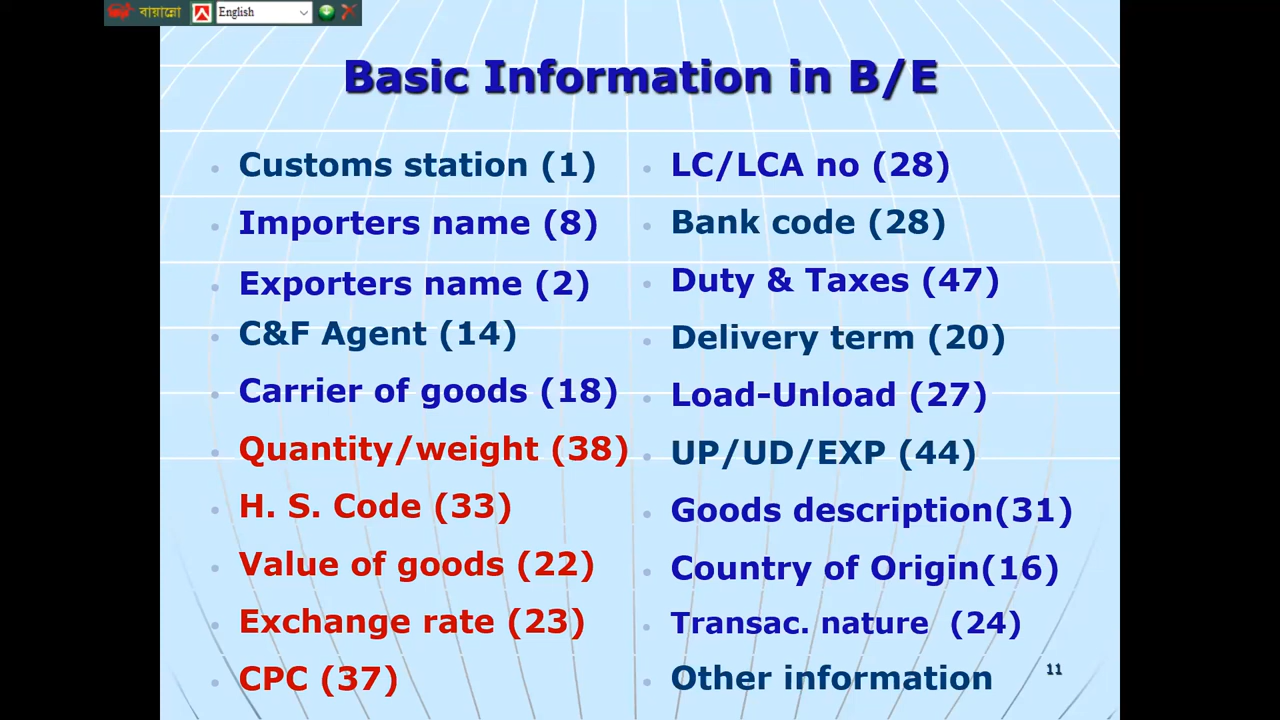 বায়ান্নো
English
Basic Information in B/E
Customs station (1)
Importers name (8)
Exporters name (2)
C&F Agent (14)
Carrier of goods (18)
Quantity/weight (38)
H. S. Code (33)
Value of goods (22)
Exchange rate (23)
CPC (37)
LC/LCA no (28)
Bank code (28)
Duty & Taxes (47)
Delivery term (20)
Load-Unload (27)
UP/UD/EXP (44)
Goods description(31)
Country of Origin(16)
Transac. nature (24)
Other information
11